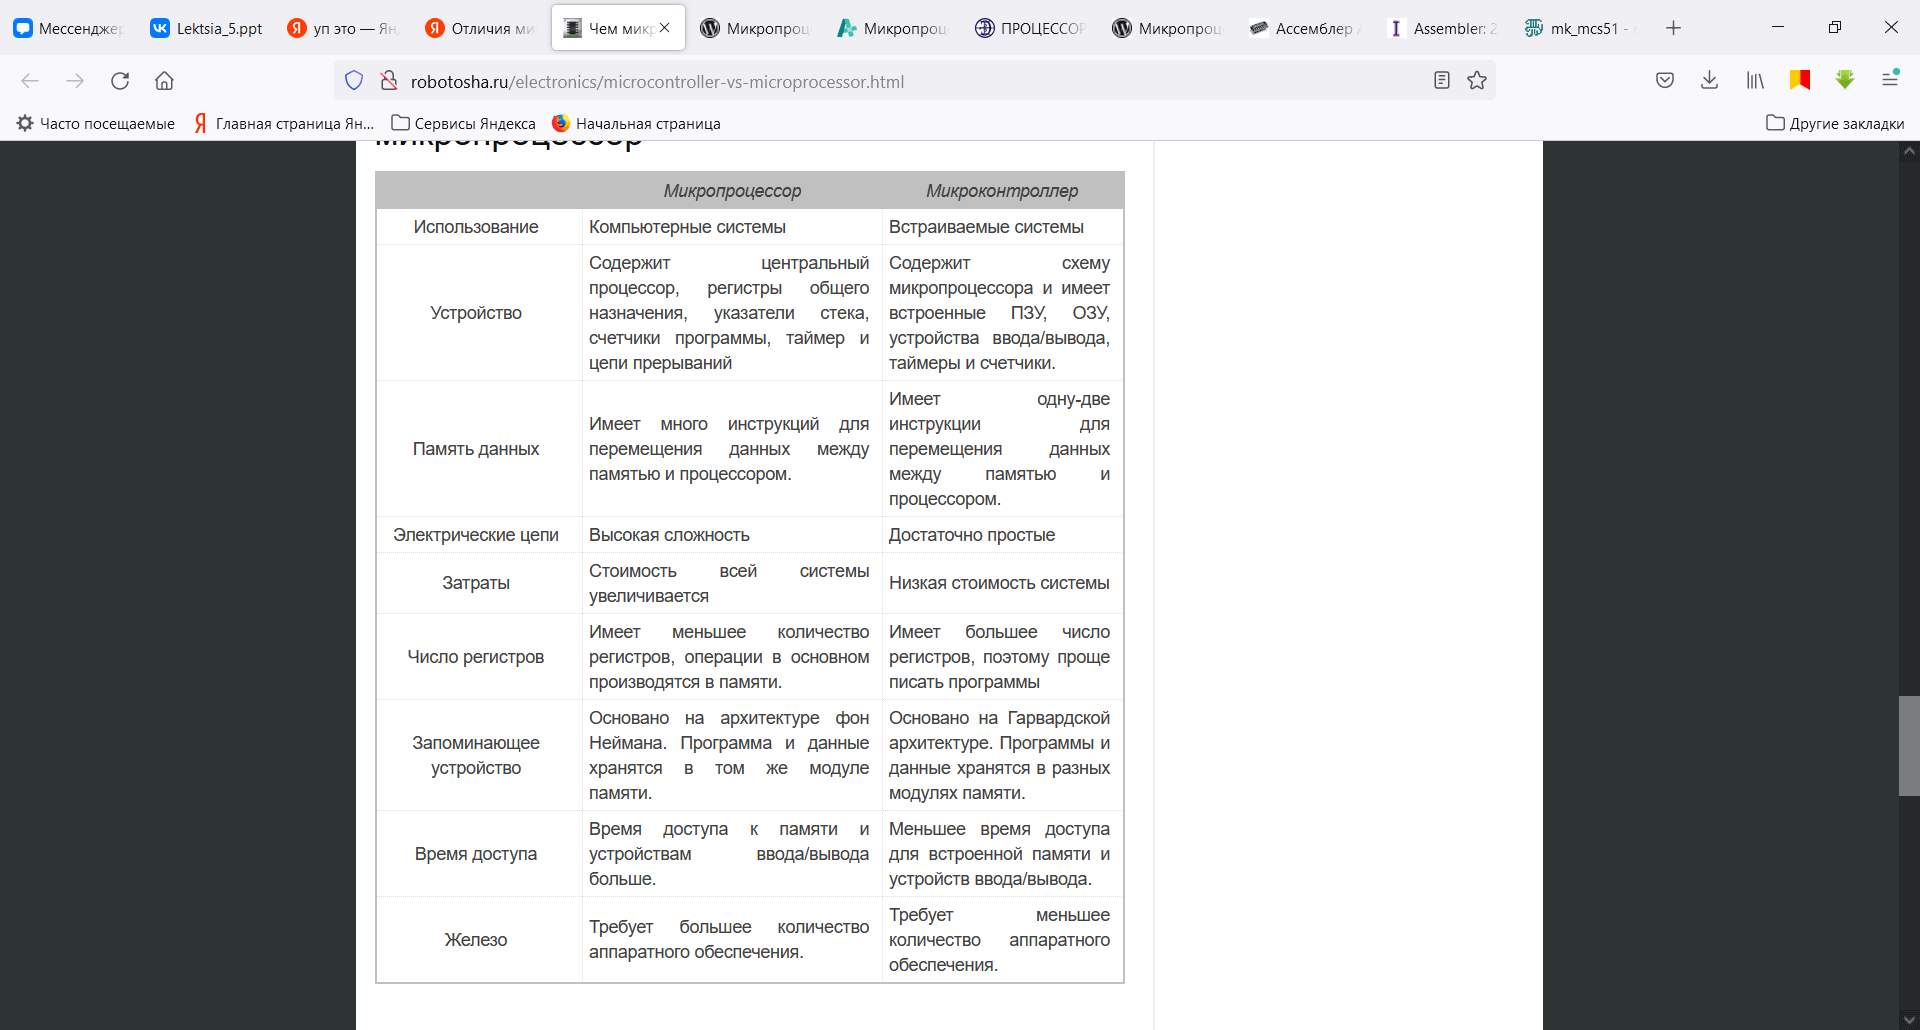 Мессенджер
Lektsia_5.ppt
уп это — Ян
Отличия ми
Чем микр
Микропроц
Микропроц
ПРОЦЕССОР
Микропроц
Ассемблер
Assembler: 2
mk_mcs51 -
robotosha.ru/electronics/microcontroller-vs-microprocessor.html
Часто посещаемые
Главная страница Ян...
Сервисы Яндекса
Начальная страница
Другие закладки
микропроцессор
Микропроцессор
Микроконтроллер
Использование
Компьютерные системы
Встраиваемые системы
Устройство
Содержит центральный
процессор, регистры общего
назначения, указатели стека,
счетчики программы, таймер и
цепи прерываний
Содержит схему
микропроцессора и имеет
встроенные ПЗУ, ОЗУ,
устройства ввода/вывода,
таймеры и счетчики.
Память данных
Имеет много инструкций для
перемещения данных между
памятью и процессором.
Имеет одну-две
инструкции для
перемещения данных
между памятью и
процессором.
Электрические цепи
Высокая сложность
Достаточно простые
Затраты
Стоимость всей системы
увеличивается
Низкая стоимость системы
Число регистров
Имеет меньшее количество
регистров, операции в основном
производятся в памяти.
Имеет большее число
регистров, поэтому проще
писать программы
Запоминающее
устройство
Основано на архитектуре фон
Неймана. Программа и данные
хранятся в том же модуле
памяти.
Основано на Гарвардской
архитектуре. Программы и
данные хранятся в разных
модулях памяти.
Время доступа
Время доступа к памяти и
устройствам ввода/вывода
больше.
Меньшее время доступа
для встроенной памяти и
устройств ввода/вывода.
Железо
Требует большее количество
аппаратного обеспечения.
Требует меньшее
количество аппаратного
обеспечения.